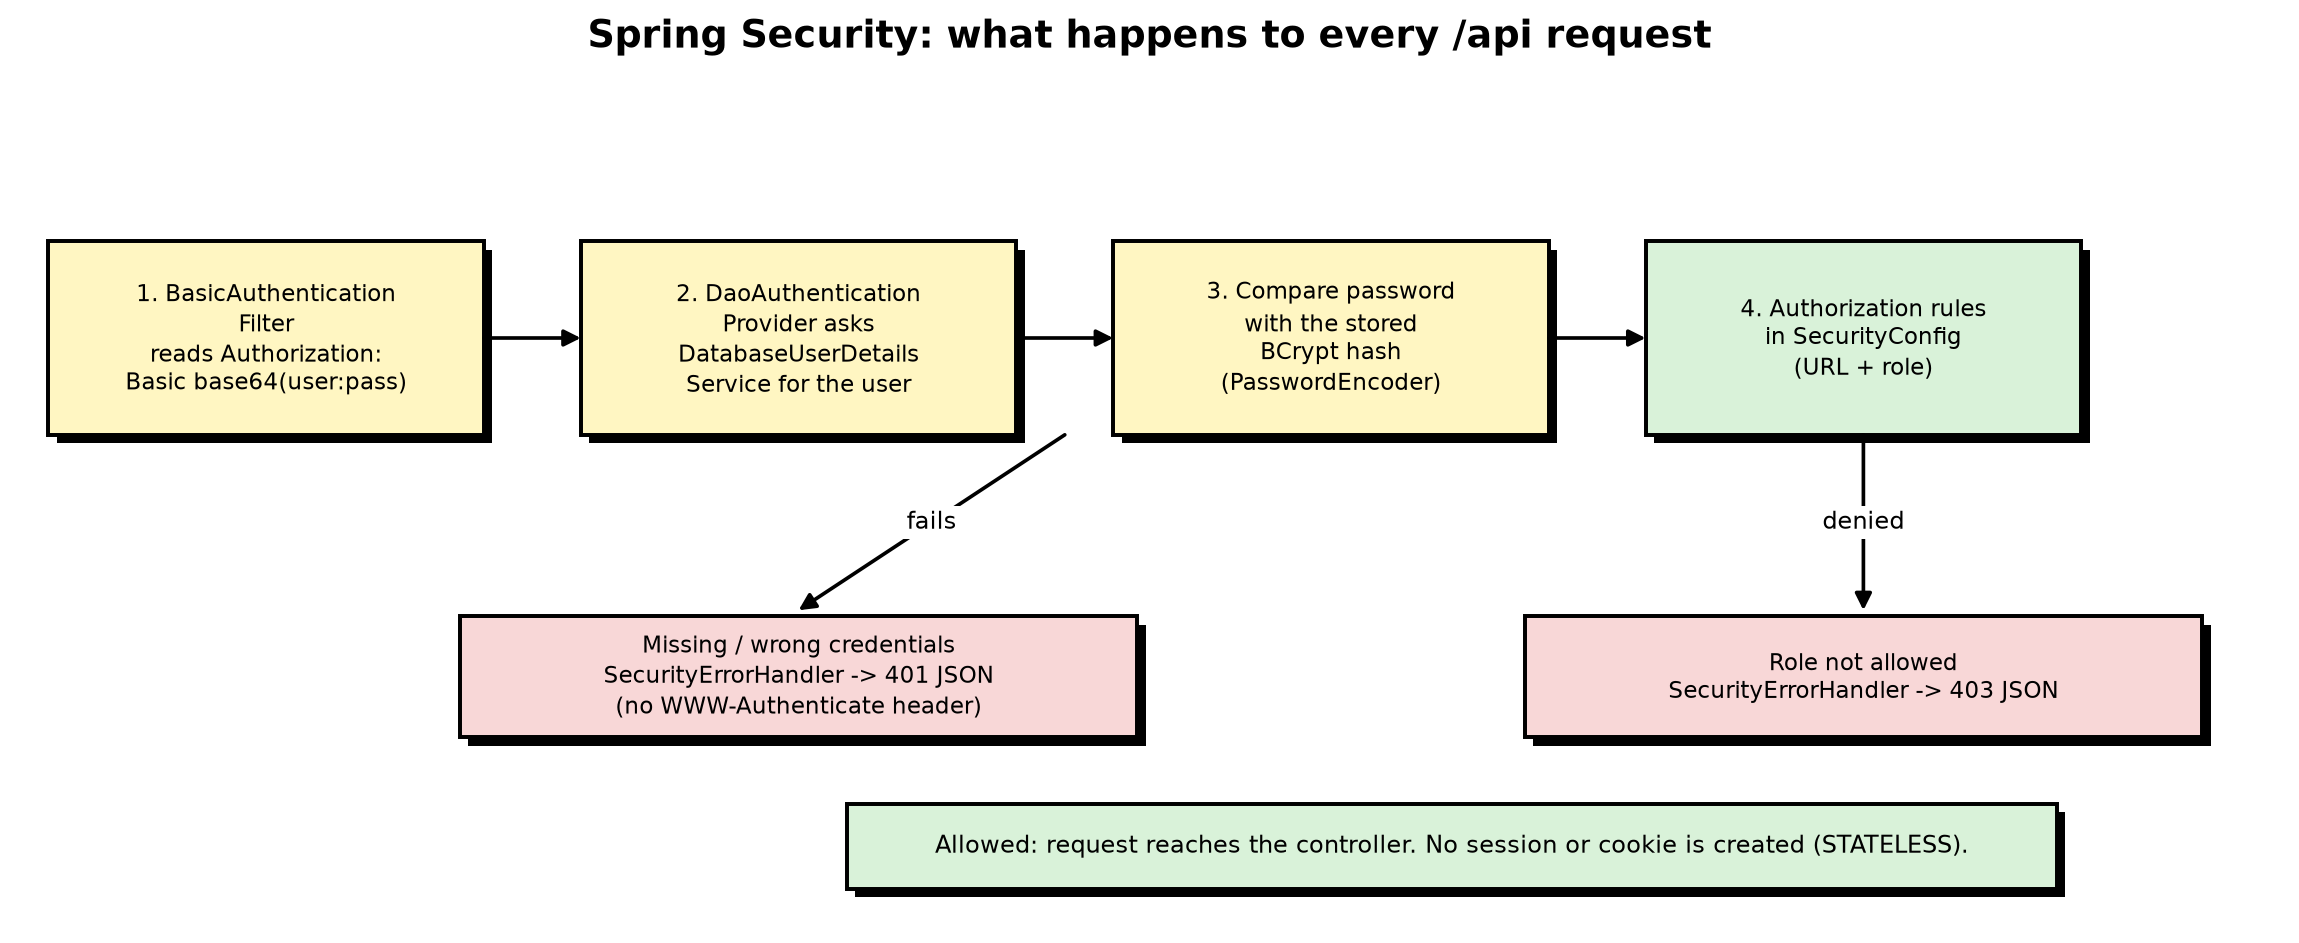 Spring Security: what happens to every /api request
1. BasicAuthentication
Filter
reads Authorization:
Basic base64(user:pass)
2. DaoAuthentication
Provider asks
DatabaseUserDetails
Service for the user
3. Compare password
with the stored
BCrypt hash
(PasswordEncoder)
4. Authorization rules
in SecurityConfig
(URL + role)
fails
denied
Missing / wrong credentials
SecurityErrorHandler -> 401 JSON
(no WWW-Authenticate header)
Role not allowed
SecurityErrorHandler -> 403 JSON
Allowed: request reaches the controller. No session or cookie is created (STATELESS).